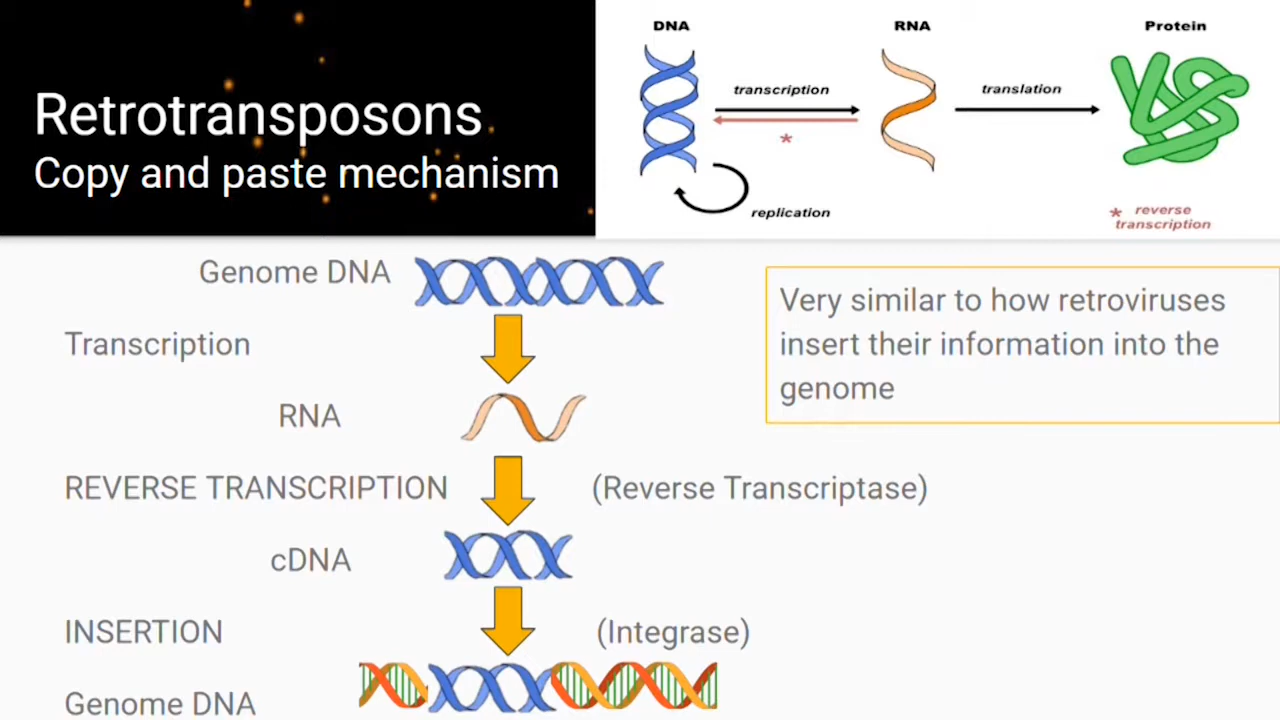 Retrotransposons
Copy and paste mechanism
DNA
RNA
Protein
transcription
translation
*
replication
* reverse
transcription
Genome DNA
Very similar to how retroviruses
insert their information into the
genome
Transcription
RNA
REVERSE TRANSCRIPTION
(Reverse Transcriptase)
cDNA
INSERTION
(Integrase)
Genome DNA